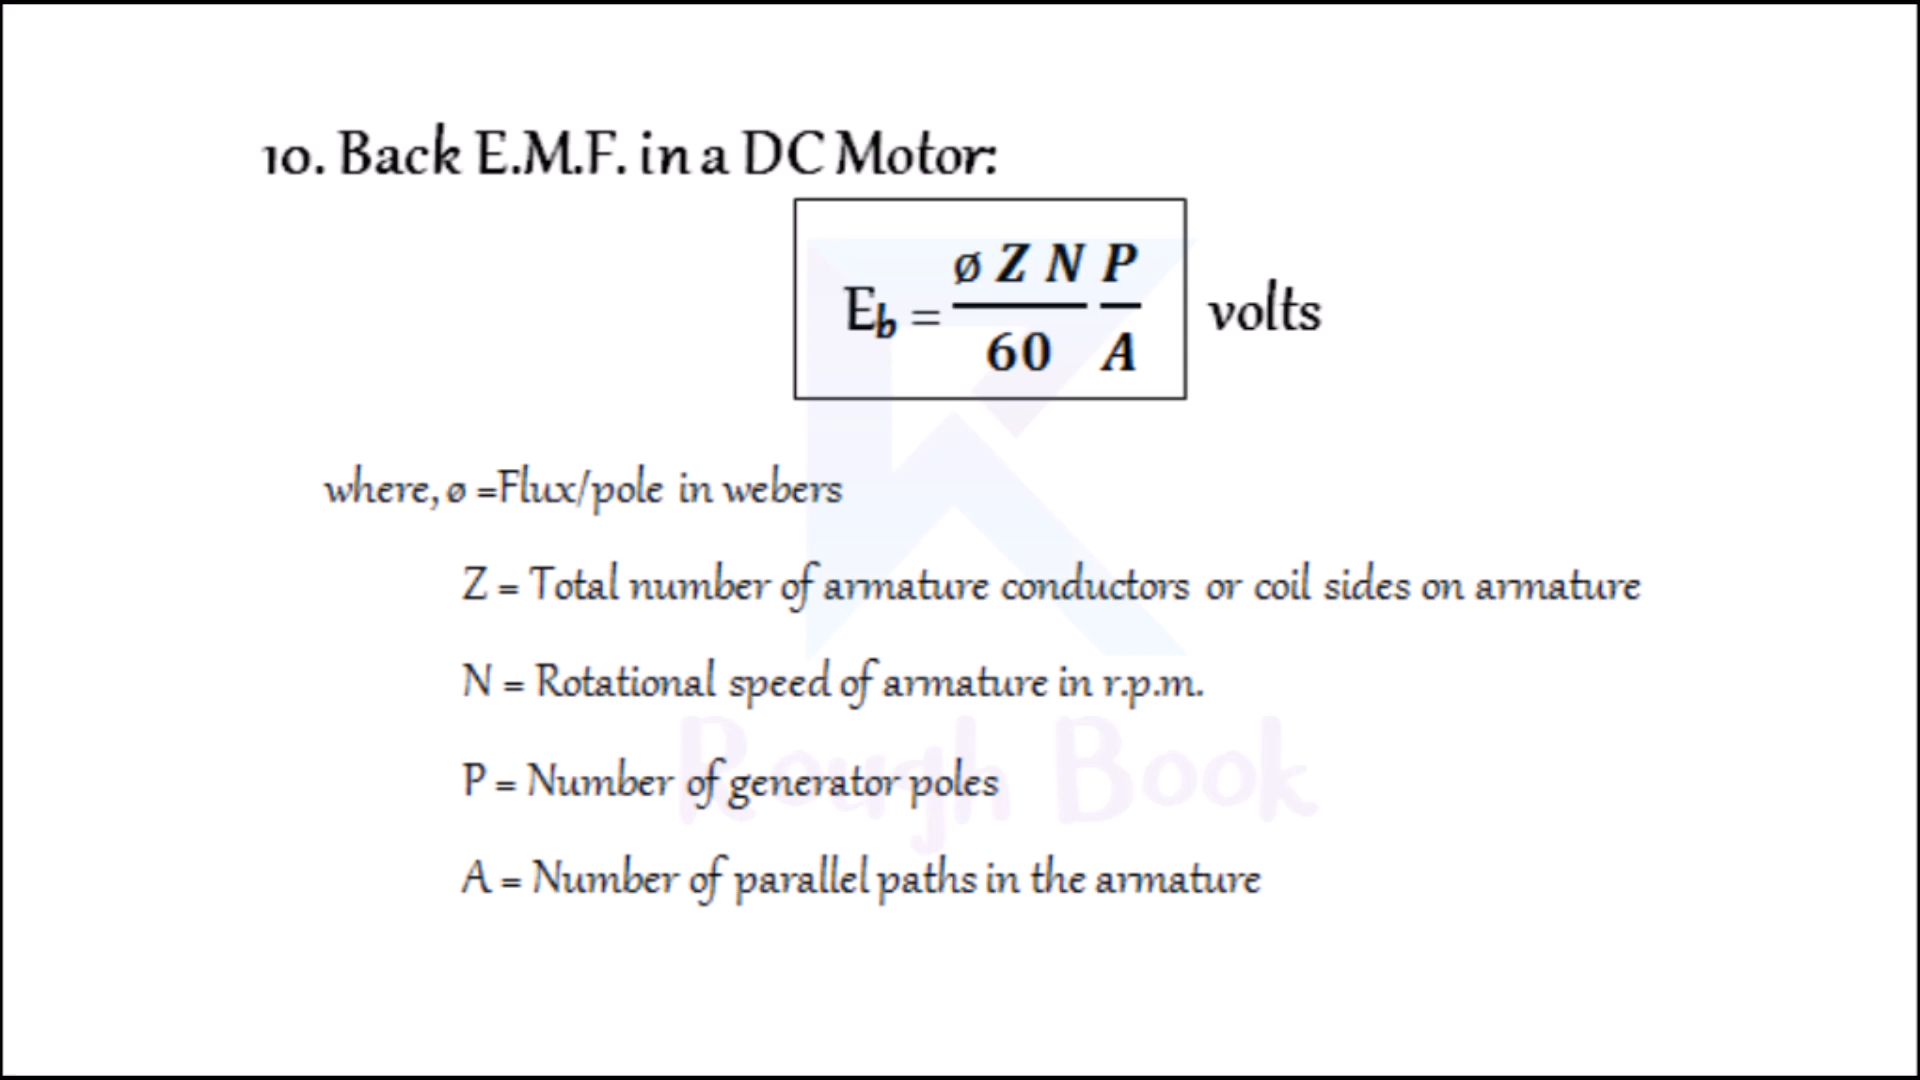 10. Back E.M.F. in a DC Motor:
E_b = ø Z N / 60 P / A volts
where, ø =Flux/pole in webers
Z = Total number of armature conductors or coil sides on armature
N = Rotational speed of armature in r.p.m.
P = Number of generator poles
Rough Book
A = Number of parallel paths in the armature